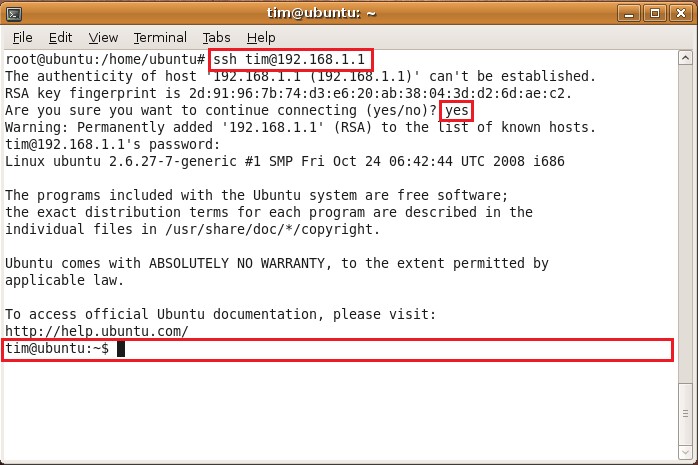 tim@ubuntu: ~
File Edit View Terminal Tabs Help
root@ubuntu:/home/ubuntu# ssh tim@192.168.1.1
The authenticity of host '192.168.1.1 (192.168.1.1)' can't be established.
RSA key fingerprint is 2d:91:96:7b:74:d3:e6:20:ab:38:04:3d:d2:6d:ae:c2.
Are you sure you want to continue connecting (yes/no)? yes
Warning: Permanently added '192.168.1.1' (RSA) to the list of known hosts.
tim@192.168.1.1's password:
Linux ubuntu 2.6.27-7-generic #1 SMP Fri Oct 24 06:42:44 UTC 2008 i686
The programs included with the Ubuntu system are free software;
the exact distribution terms for each program are described in the
individual files in /usr/share/doc/*/copyright.
Ubuntu comes with ABSOLUTELY NO WARRANTY, to the extent permitted by
applicable law.
To access official Ubuntu documentation, please visit:
http://help.ubuntu.com/
tim@ubuntu:~$